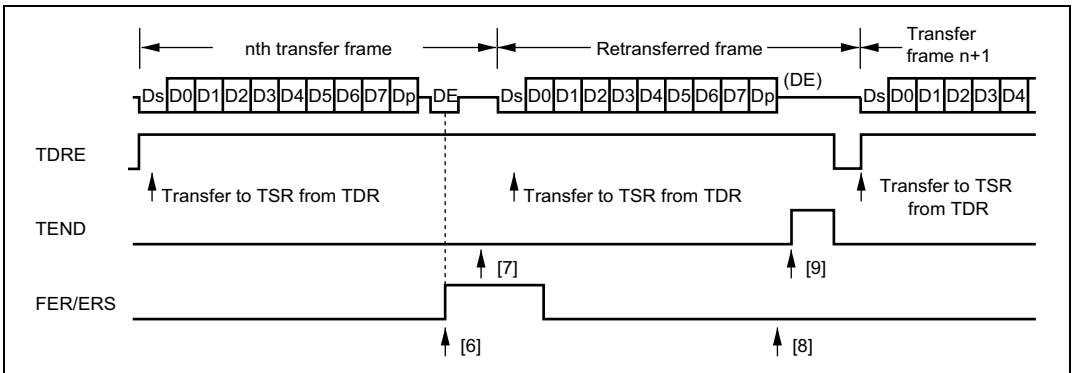 nth transfer frame
Retransferred frame
Transfer
frame n+1
Ds D0 D1 D2 D3 D4 D5 D6 D7 Dp DE Ds D0 D1 D2 D3 D4 D5 D6 D7 Dp (DE) Ds D0 D1 D2 D3 D4
TDRE
Transfer to TSR from TDR
Transfer to TSR from TDR
Transfer to TSR
from TDR
TEND
[7]
[9]
FER/ERS
[6]
[8]